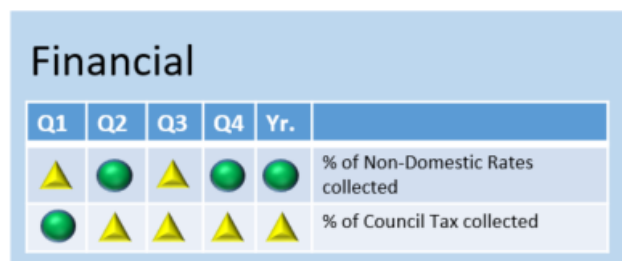 Financial
Q1 Q2 Q3 Q4 Yr.
% of Non-Domestic Rates
collected
% of Council Tax collected